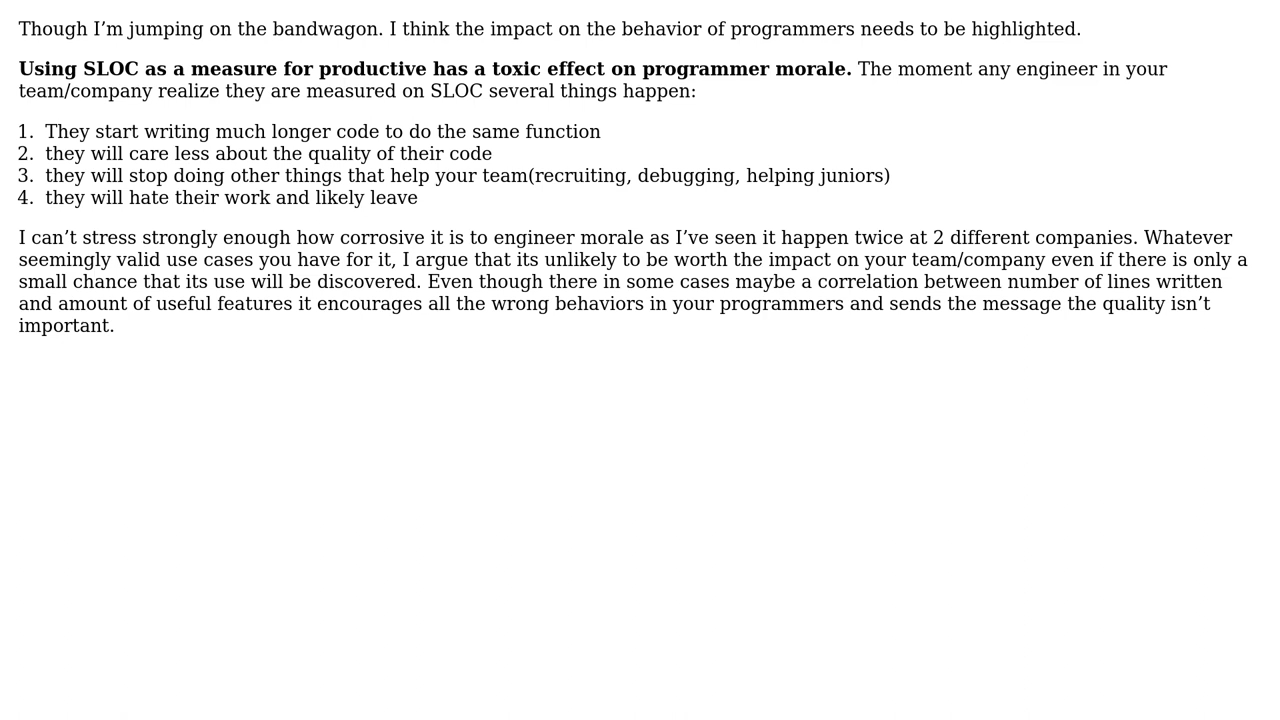 Though I’m jumping on the bandwagon. I think the impact on the behavior of programmers needs to be highlighted.
Using SLOC as a measure for productive has a toxic effect on programmer morale. The moment any engineer in your
team/company realize they are measured on SLOC several things happen:
1. They start writing much longer code to do the same function
2. they will care less about the quality of their code
3. they will stop doing other things that help your team(recruiting, debugging, helping juniors)
4. they will hate their work and likely leave
I can’t stress strongly enough how corrosive it is to engineer morale as I’ve seen it happen twice at 2 different companies. Whatever
seemingly valid use cases you have for it, I argue that its unlikely to be worth the impact on your team/company even if there is only a
small chance that its use will be discovered. Even though there in some cases maybe a correlation between number of lines written
and amount of useful features it encourages all the wrong behaviors in your programmers and sends the message the quality isn’t
important.